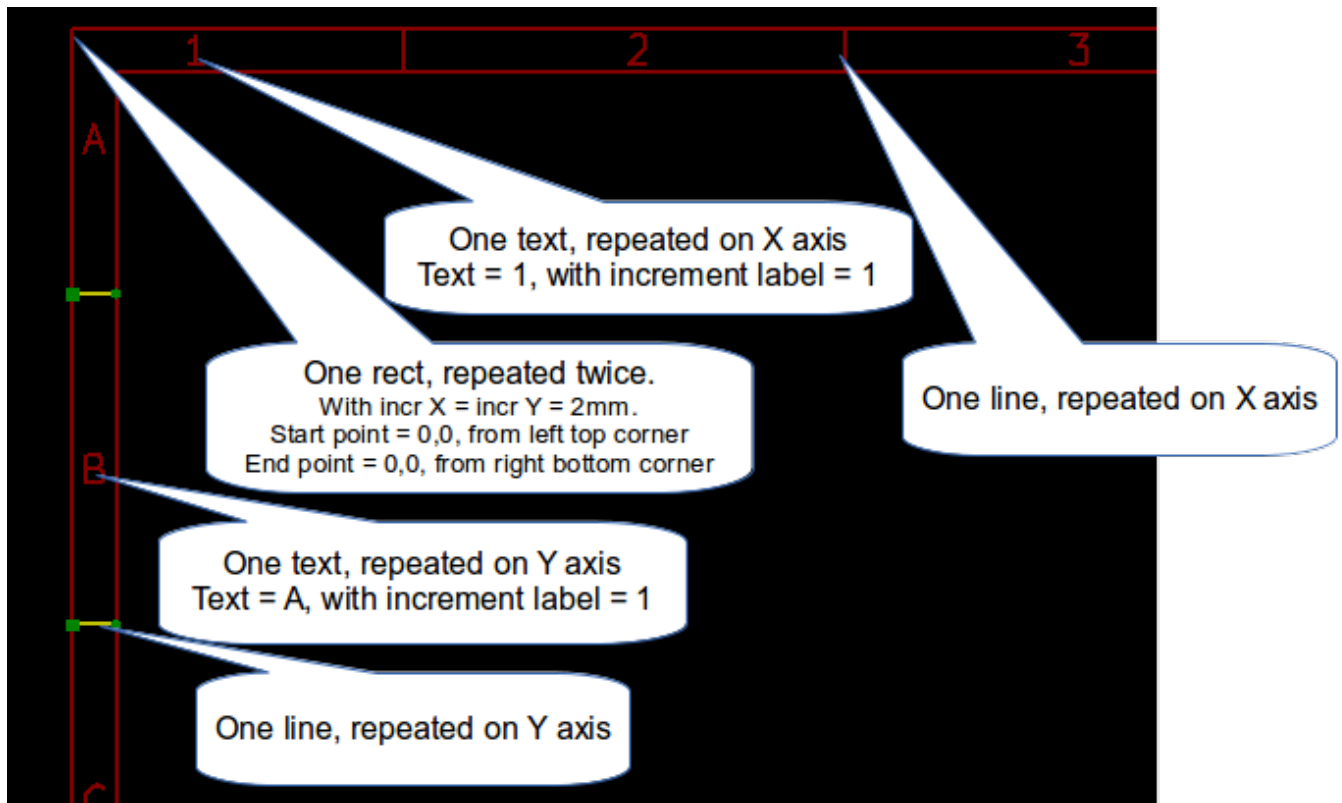 1 2 3
A
One text, repeated on X axis
Text = 1, with increment label = 1
One rect, repeated twice.
With incr X = incr Y = 2mm.
Start point = 0,0, from left top corner
End point = 0,0, from right bottom corner
One line, repeated on X axis
B
One text, repeated on Y axis
Text = A, with increment label = 1
One line, repeated on Y axis
C